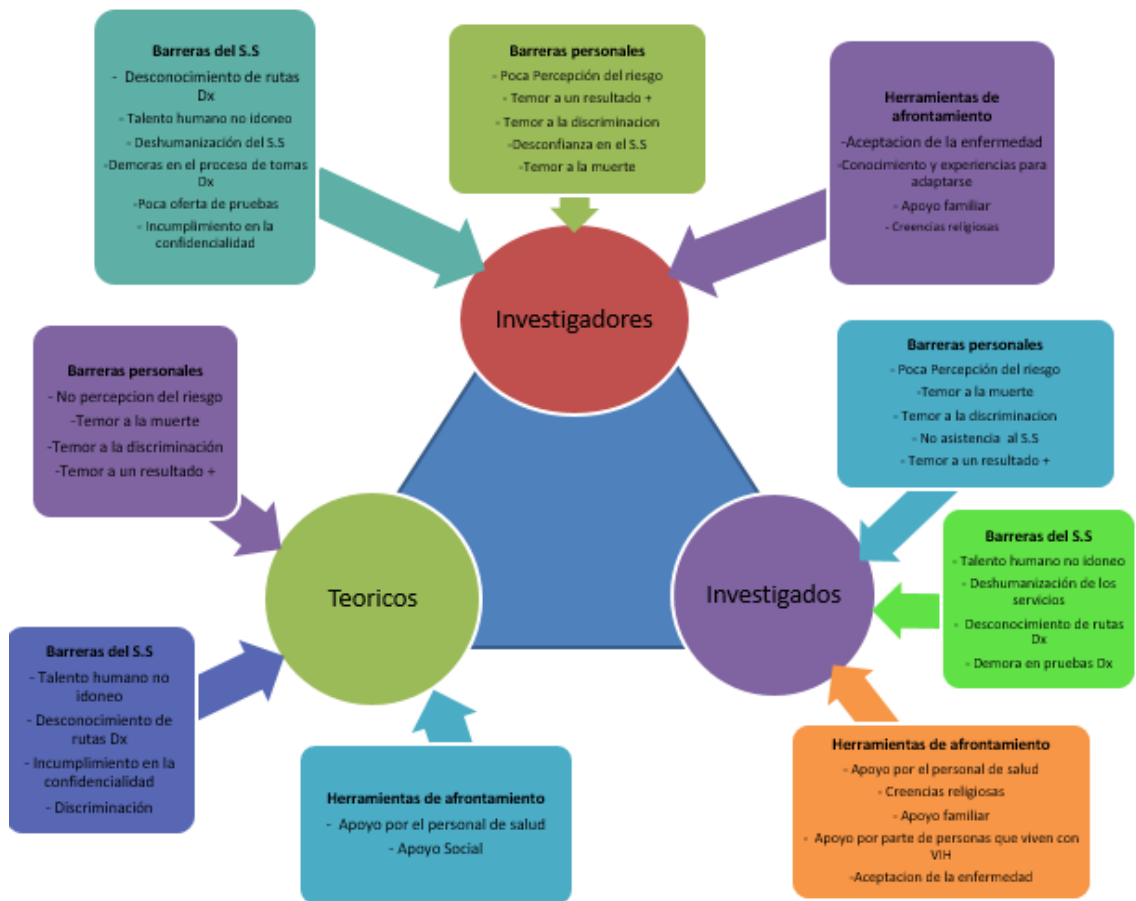 Barreras del S.S
- Desconocimiento de rutas
Dx
- Talento humano no idoneo
- Deshumanización del S.S
-Demoras en el proceso de tomas
Dx
-Poca oferta de pruebas
- Incumplimiento en la
confidencialidad
Barreras personales
- Poca Percepción del riesgo
- Temor a un resultado +
- Temor a la discriminacion
-Desconfianza en el S.S
-Temor a la muerte
Herramientas de
afrontamiento
-Aceptacion de la enfermedad
-Conocimiento y experiencias para
adaptarse
- Apoyo familiar
- Creencias religiosas
Investigadores
Barreras personales
- No percepcion del riesgo
-Temor a la muerte
-Temor a la discriminación
-Temor a un resultado +
Barreras personales
- Poca Percepción del riesgo
-Temor a la muerte
- Temor a la discriminacion
- No asistencia al S.S
- Temor a un resultado +
Teoricos
Investigados
Barreras del S.S
- Talento humano no idoneo
- Deshumanización de los
servicios
- Desconocimiento de rutas
Dx
- Demora en pruebas Dx
Barreras del S.S
- Talento humano no
idoneo
- Desconocimiento de
rutas Dx
- Incumplimiento en la
confidencialidad
- Discriminación
Herramientas de afrontamiento
- Apoyo por el personal de salud
- Apoyo Social
Herramientas de afrontamiento
- Apoyo por el personal de salud
- Creencias religiosas
- Apoyo familiar
- Apoyo por parte de personas que viven con
VIH
-Aceptacion de la enfermedad